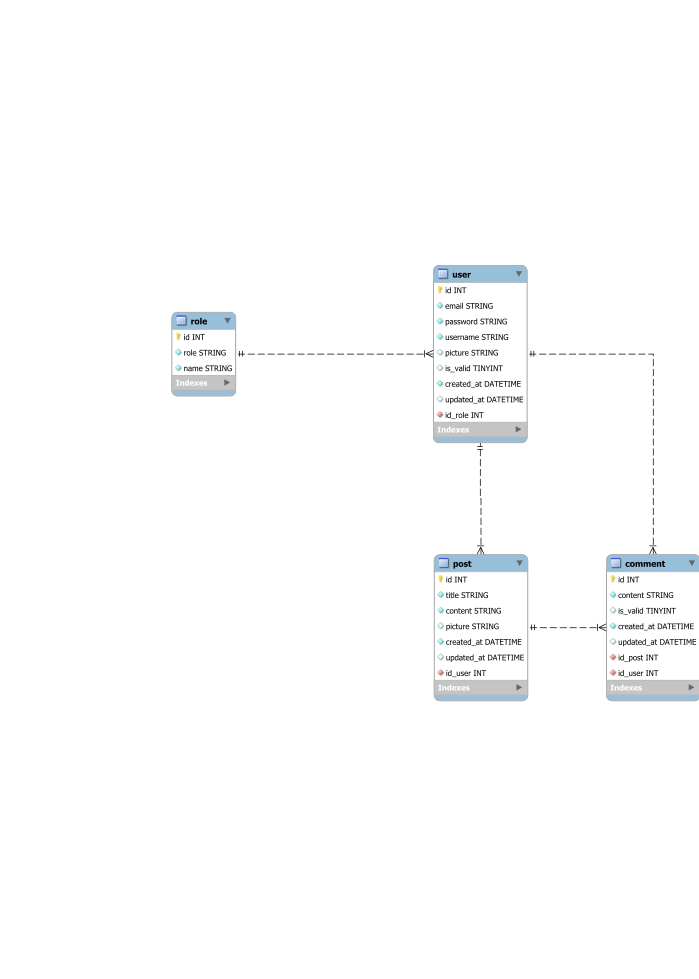 role
id INT
role STRING
name STRING
Indexes
user
id INT
email STRING
password STRING
username STRING
picture STRING
is_valid TINYINT
created_at DATETIME
updated_at DATETIME
id_role INT
Indexes
post
id INT
title STRING
content STRING
picture STRING
created_at DATETIME
updated_at DATETIME
id_user INT
Indexes
comment
id INT
content STRING
is_valid TINYINT
created_at DATETIME
updated_at DATETIME
id_post INT
id_user INT
Indexes